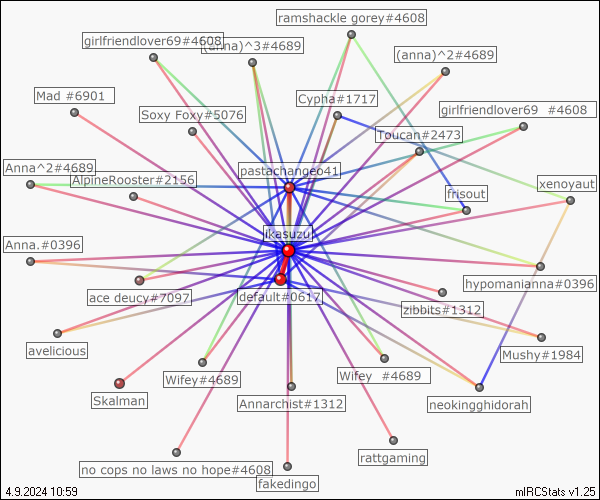 ramshackle gorey#4608
girlfriendlover69#4608
(anna)^3#4689
(anna)^2#4689
Mad #6901
Cypha#1717
Soxy Foxy#5076
girlfriendlover69 #4608
Toucan#2473
Anna^2#4689
AlpineRooster#2156
pastachangeo41
frisout
xenoyaut
Anna.#0396
ikasuzu
hypomanianna#0396
ace deucy#7097
default#0617
zibbits#1312
avelicious
Mushy#1984
Wifey#4689
Wifey #4689
Skalman
Annarchist#1312
neokingghidorah
rattgaming
no cops no laws no hope#4608
fakedingo
4.9.2024 10:59
mIRCStats v1.25